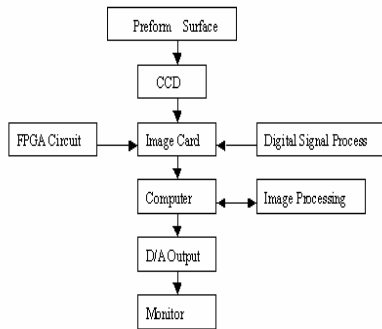 Preform Surface
CCD
FPGA Circuit
Image Card
Digital Signal Process
Computer
Image Processing
D/A Output
Monitor